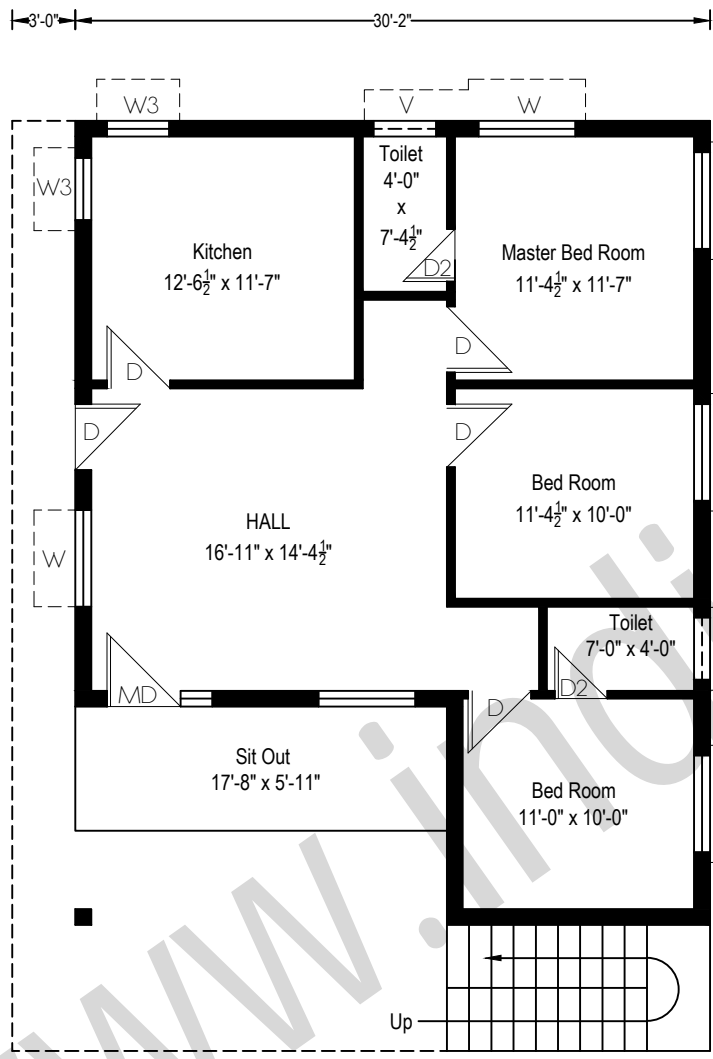 3'-0" 30'-2"
W3 V W
W3
Toilet
4'-0"
x
7'-4½"
D2
Kitchen
12'-6½" x 11'-7"
Master Bed Room
11'-4½" x 11'-7"
D
D
D
D
Bed Room
11'-4½" x 10'-0"
HALL
16'-11" x 14'-4½"
W
Toilet
7'-0" x 4'-0"
D2
MD
D
Sit Out
17'-8" x 5'-11"
Bed Room
11'-0" x 10'-0"
Up
www.indi